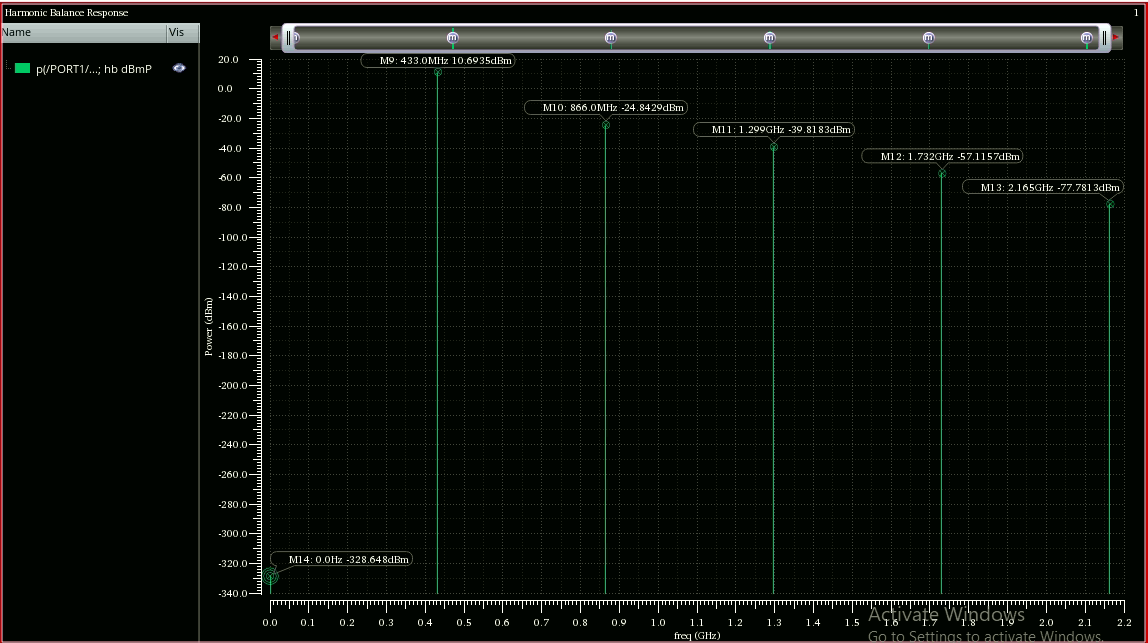 Harmonic Balance Response 1
Name Vis
p(/PORT1/...; hb dBmP
M9: 433.0MHz 10.6935dBm
M10: 866.0MHz -24.8429dBm
M11: 1.299GHz -39.8183dBm
M12: 1.732GHz -57.1157dBm
M13: 2.165GHz -77.7813dBm
M14: 0.0Hz -328.648dBm
20.0
0.0
-20.0
-40.0
-60.0
-80.0
-100.0
-120.0
-140.0
-160.0
-180.0
-200.0
-220.0
-240.0
-260.0
-280.0
-300.0
-320.0
-340.0
Power (dBm)
0.0 0.1 0.2 0.3 0.4 0.5 0.6 0.7 0.8 0.9 1.0 1.1 1.2 1.3 1.4 1.5 1.6 1.7 1.8 1.9 2.0 2.1 2.2
freq (GHz)
Activate Windows
Go to Settings to activate Windows.